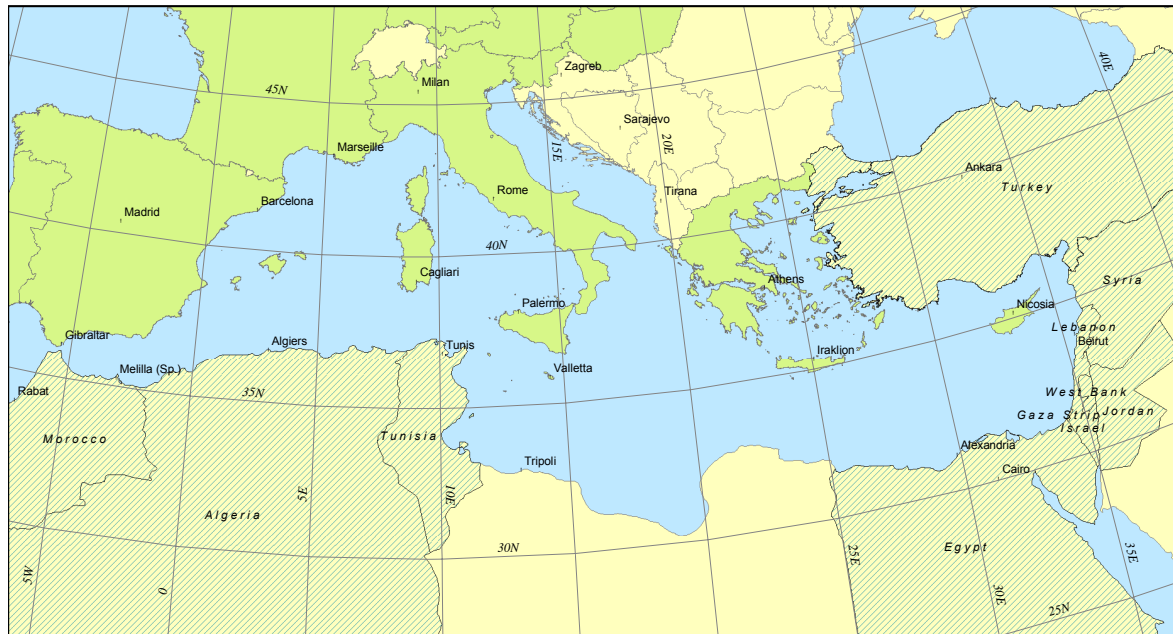 40E
Milan
Zagreb
45N
Sarajevo
Marseille
15E
20E
Ankara
Turkey
Rome
Tirana
Barcelona
Madrid
40N
Cagliari
Athens
Syria
Palermo
Nicosia
Gibraltar
Lebanon
Algiers
Tunis
Beirut
Iraklion
Melilla (Sp.)
Valletta
Rabat
35N
West Bank
Gaza Strip
Jordan
Israel
Morocco
Tunisia
Alexandria
Tripoli
Cairo
5E
10E
Algeria
30N
Egypt
25E
35E
5W
0
30E
25N